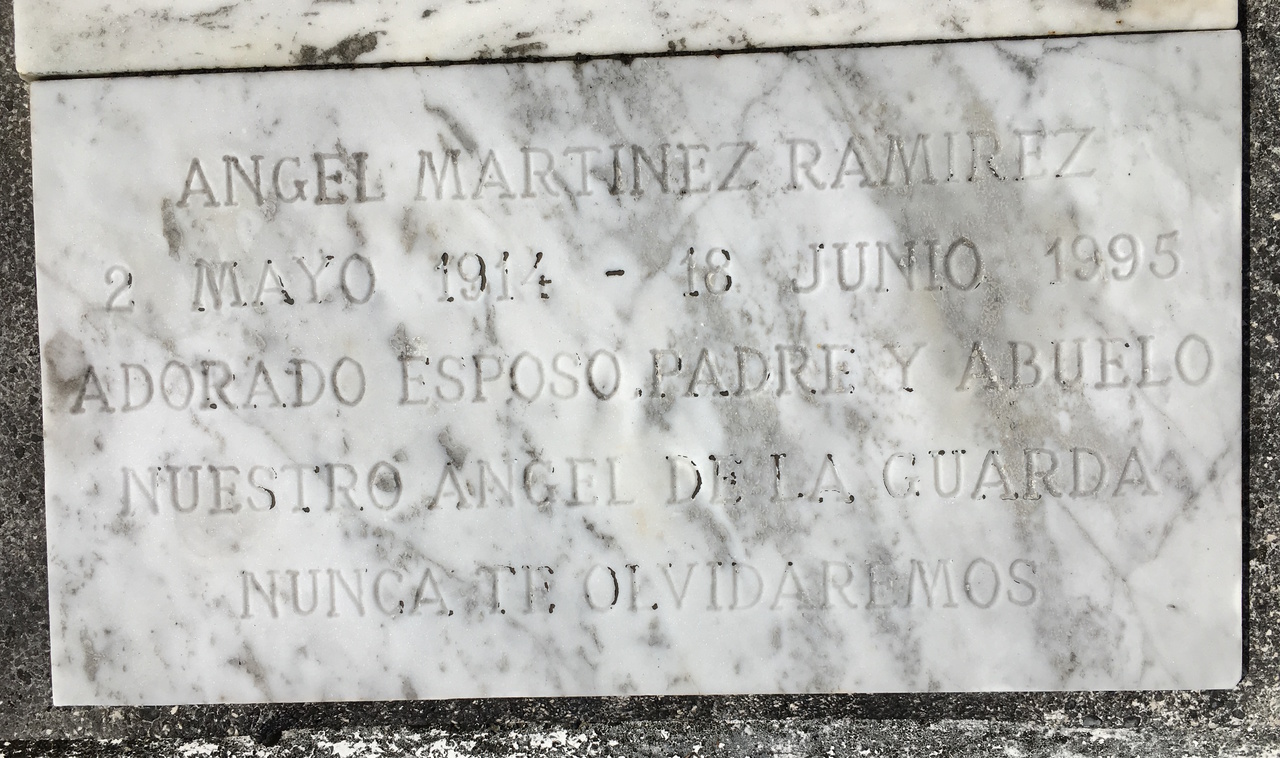 ANGEL MARTINEZ RAMIREZ
2 MAYO 1914 - 18 JUNIO 1995
ADORADO ESPOSO, PADRE Y ABUELO
NUESTRO ANGEL DE LA GUARDA
NUNCA TE OLVIDAREMOS